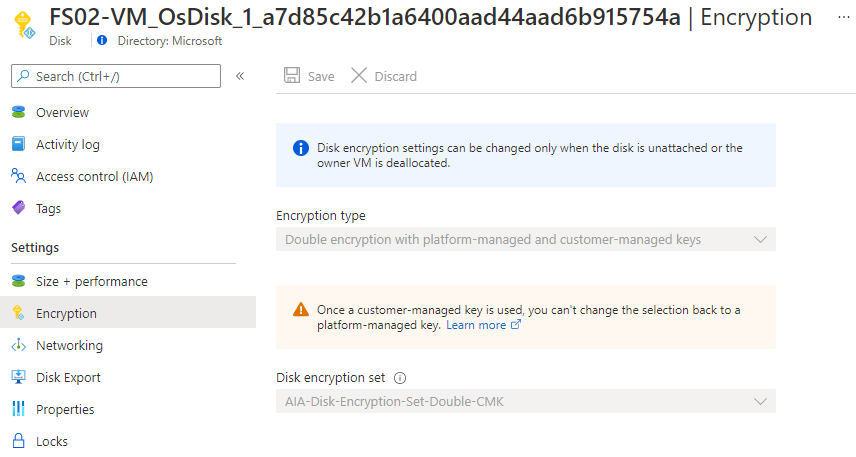 FS02-VM_OsDisk_1_a7d85c42b1a6400aad44aad6b915754a | Encryption ...
Disk Directory: Microsoft
Search (Ctrl+/) «
Save Discard
Overview
Activity log
Access control (IAM)
Tags
Settings
Size + performance
Encryption
Networking
Disk Export
Properties
Locks
Disk encryption settings can be changed only when the disk is unattached or the
owner VM is deallocated.
Encryption type
Double encryption with platform-managed and customer-managed keys
Once a customer-managed key is used, you can't change the selection back to a
platform-managed key. Learn more
Disk encryption set
AIA-Disk-Encryption-Set-Double-CMK